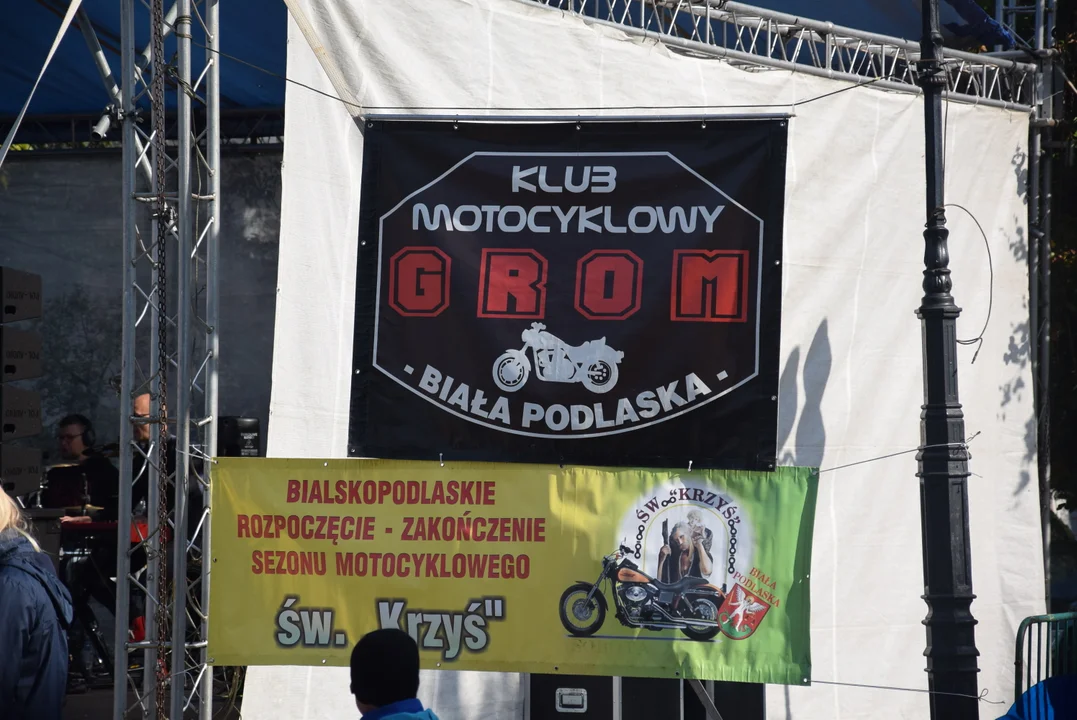 KLUB
MOTOCYKLOWY
GROM
· BIAŁA PODLASKA ·
BIALSKOPODLASKIE
ROZPOCZĘCIE - ZAKOŃCZENIE
SEZONU MOTOCYKLOWEGO
św. Krzyś"
ŚW. "KRZYŚ"
BIAŁA
PODLASKA